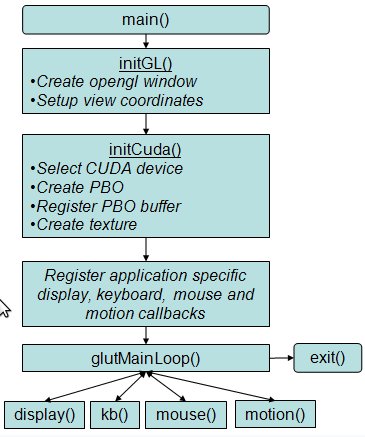 main()
initGL()
•Create opengl window
•Setup view coordinates
initCuda()
•Select CUDA device
•Create PBO
•Register PBO buffer
•Create texture
Register application specific
display, keyboard, mouse and
motion callbacks
glutMainLoop()
exit()
display()
kb()
mouse()
motion()